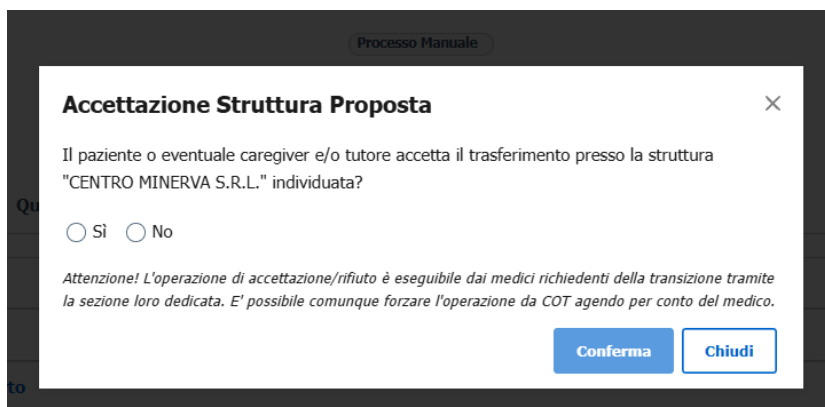 Processo Manuale
Accettazione Struttura Proposta
Il paziente o eventuale caregiver e/o tutore accetta il trasferimento presso la struttura
"CENTRO MINERVA S.R.L." individuata?
Qu
Sì No
Attenzione! L'operazione di accettazione/rifiuto è eseguibile dai medici richiedenti della transizione tramite
la sezione loro dedicata. E' possibile comunque forzare l'operazione da COT agendo per conto del medico.
Conferma Chiudi
to